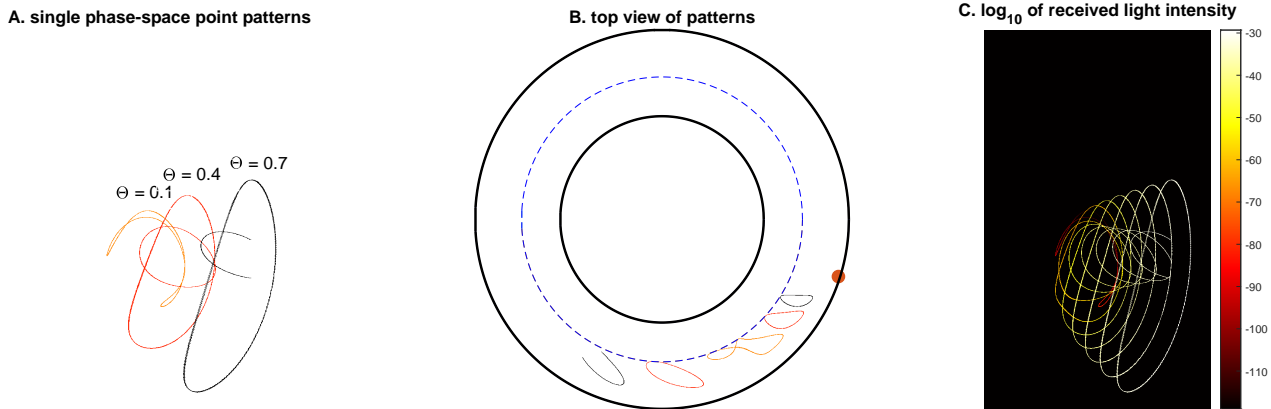 A. single phase-space point patterns
Θ = 0.7
Θ = 0.4
Θ = 0.1
B. top view of patterns
C. log10 of received light intensity
-30
-40
-50
-60
-70
-80
-90
-100
-110